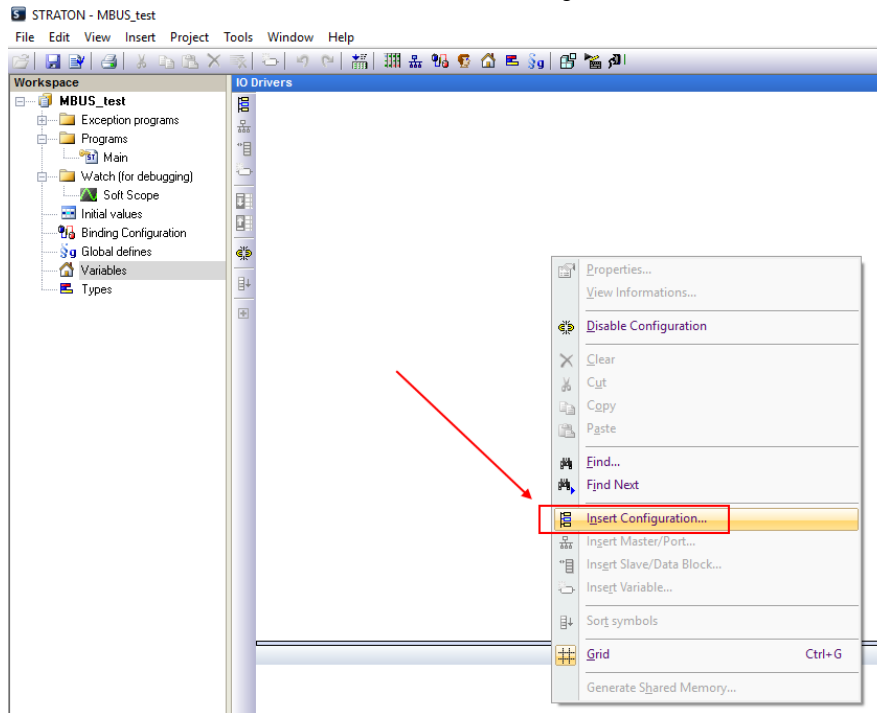 STRATON - MBUS_test
File Edit View Insert Project Tools Window Help
Workspace
IO Drivers
MBUS_test
Exception programs
Programs
ST Main
Watch (for debugging)
Soft Scope
Initial values
Binding Configuration
§g Global defines
Variables
Types
Properties...
View Informations...
Disable Configuration
Clear
Cut
Copy
Paste
Find...
Find Next
Insert Configuration...
Insert Master/Port...
Insert Slave/Data Block...
Insert Variable...
Sort symbols
Grid Ctrl+G
Generate Shared Memory...